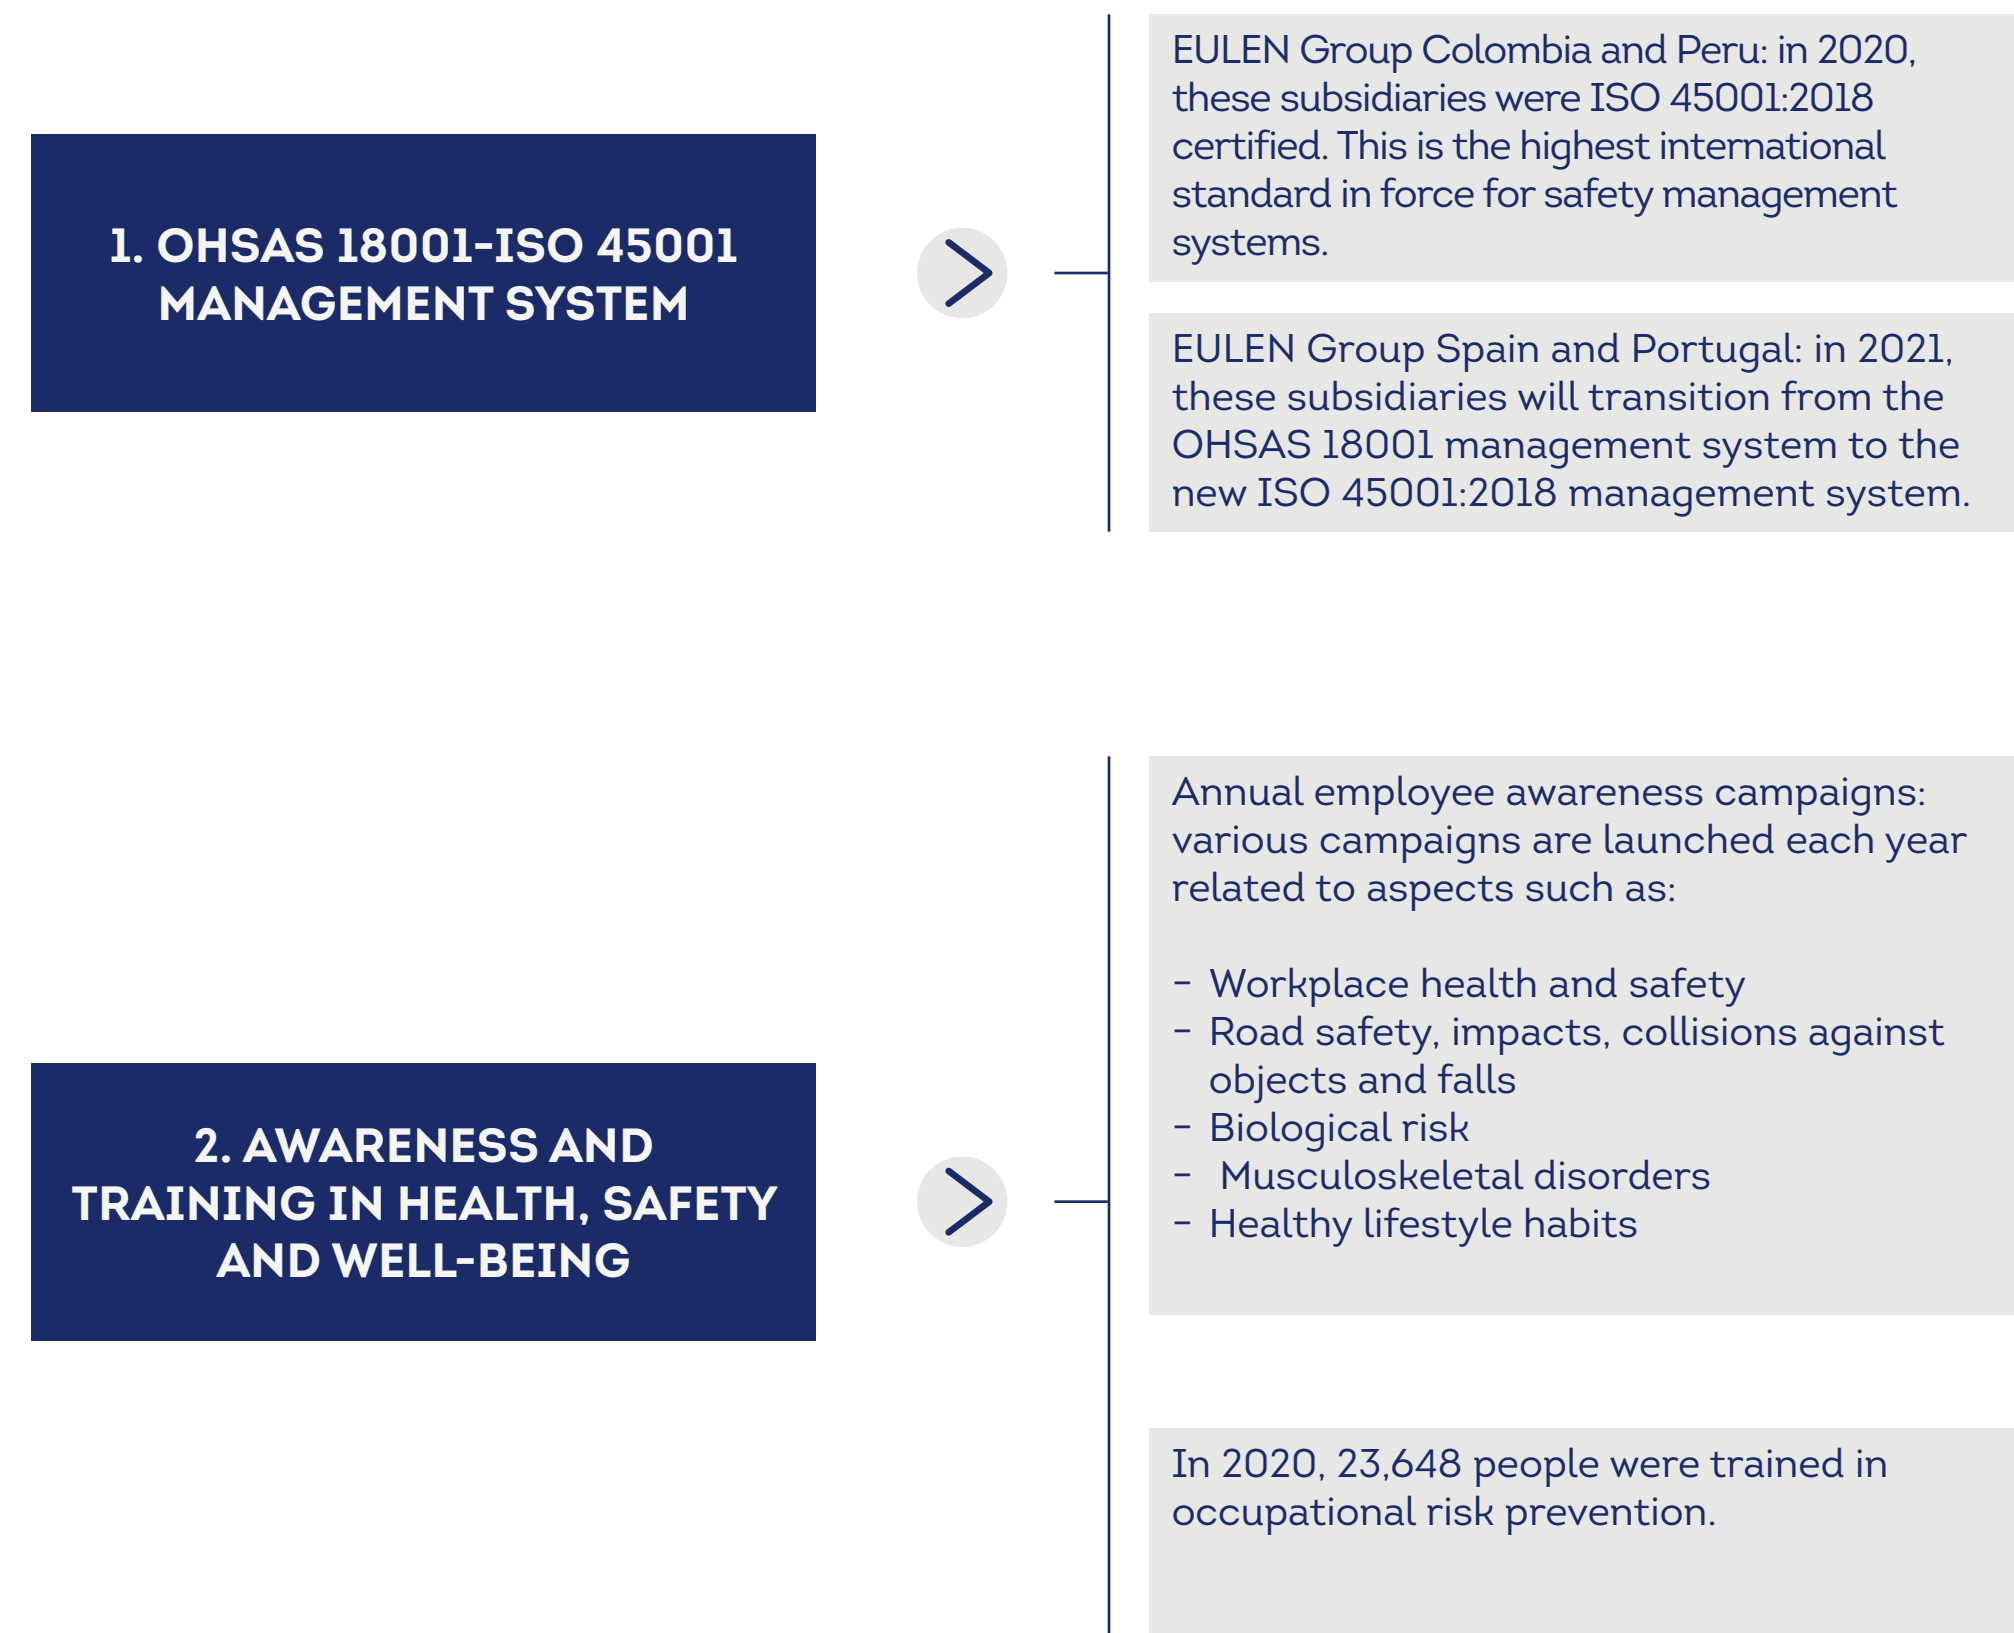 1. OHSAS 18001-ISO 45001
MANAGEMENT SYSTEM
EULEN Group Colombia and Peru: in 2020,
these subsidiaries were ISO 45001:2018
certified. This is the highest international
standard in force for safety management
systems.
EULEN Group Spain and Portugal: in 2021,
these subsidiaries will transition from the
OHSAS 18001 management system to the
new ISO 45001:2018 management system.
2. AWARENESS AND
TRAINING IN HEALTH, SAFETY
AND WELL-BEING
Annual employee awareness campaigns:
various campaigns are launched each year
related to aspects such as:
- Workplace health and safety
- Road safety, impacts, collisions against
objects and falls
- Biological risk
- Musculoskeletal disorders
- Healthy lifestyle habits
In 2020, 23,648 people were trained in
occupational risk prevention.